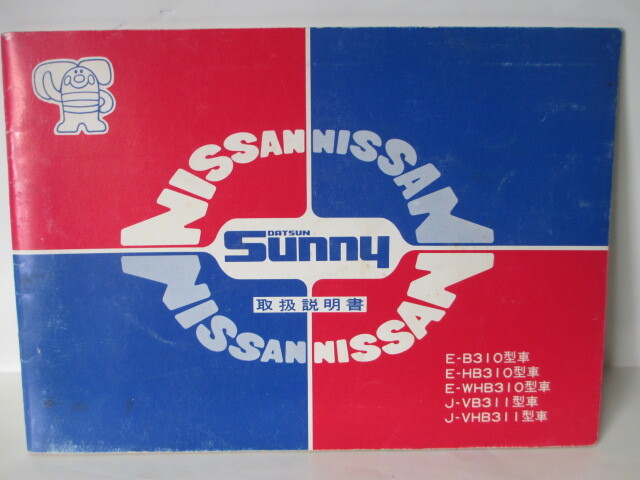 NISSAN NISSAN
DATSUN
Sunny
取扱説明書
NISSAN NISSAN
E-B310型車
E-HB310型車
E-WHB310型車
J-VB311型車
J-VHB311型車